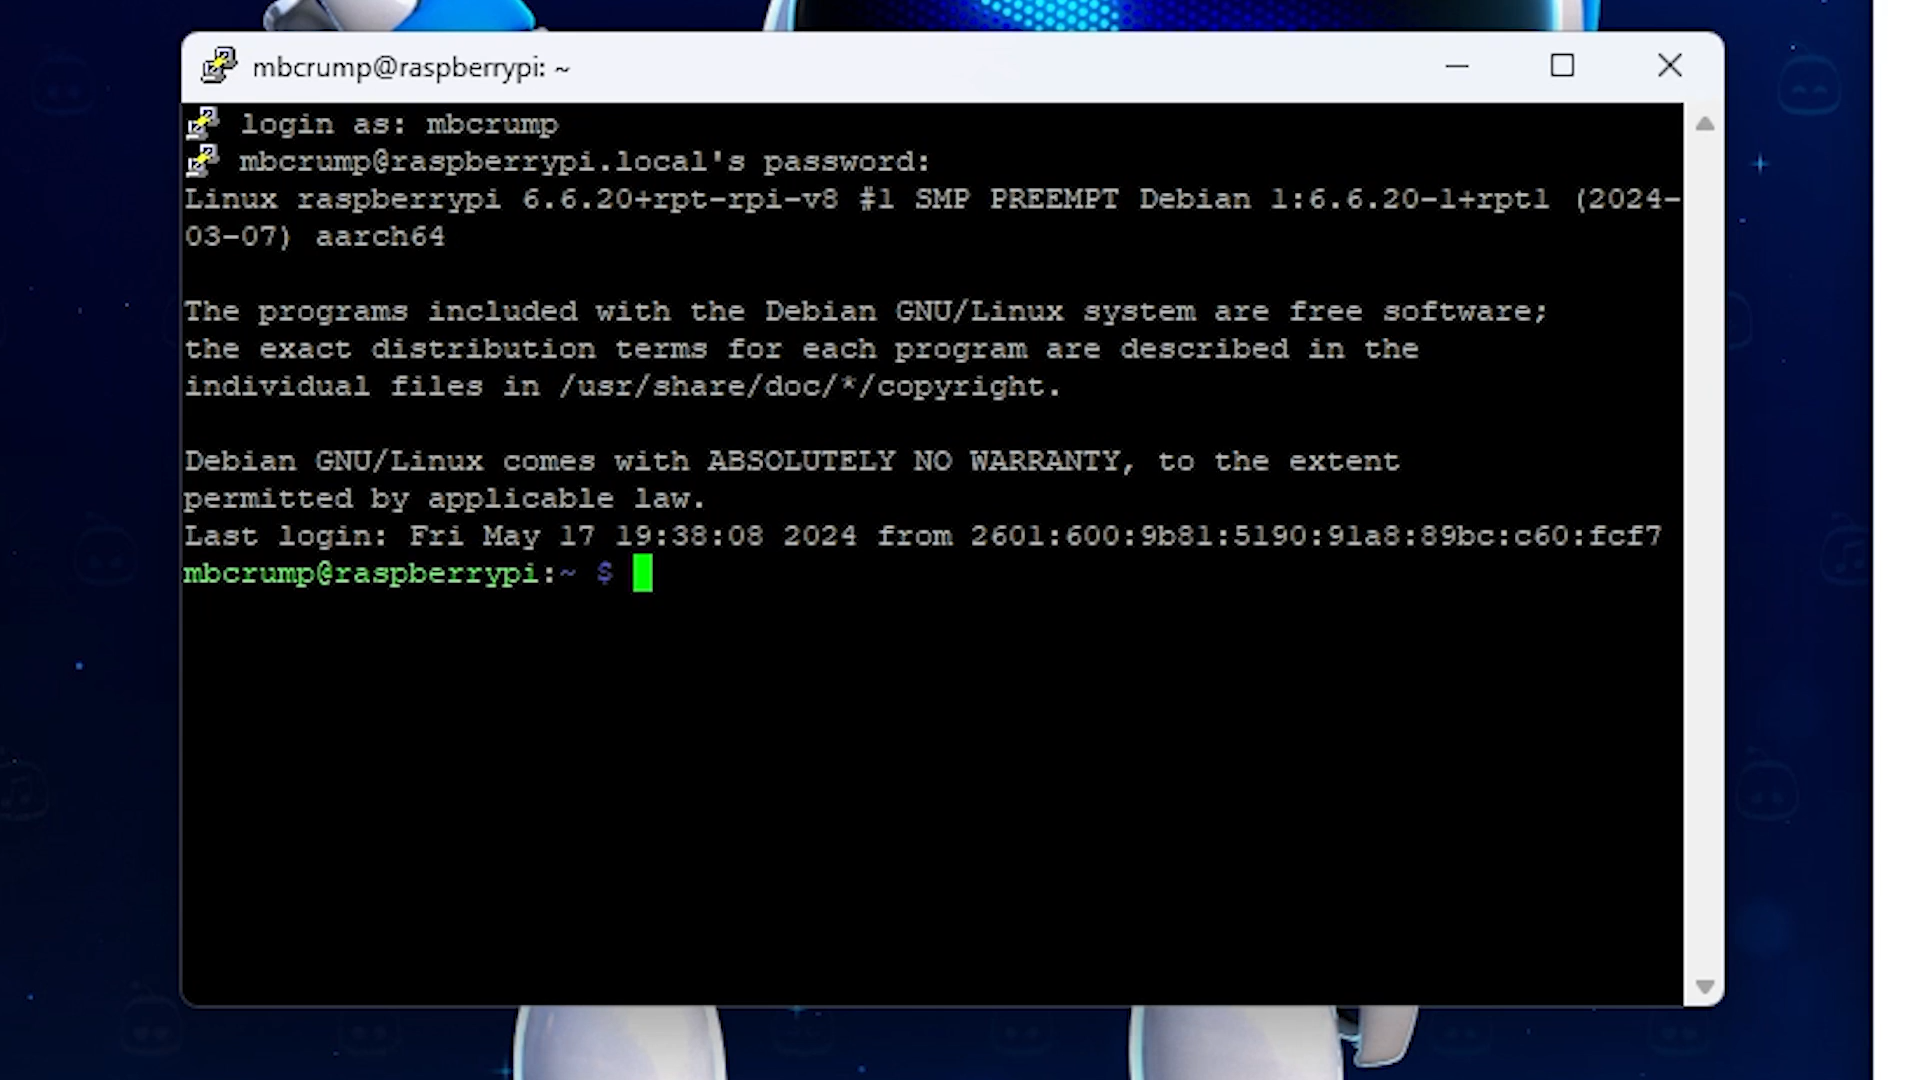 mbcrump@raspberrypi: ~
login as: mbcrump
mbcrump@raspberrypi.local's password:
Linux raspberrypi 6.6.20+rpt-rpi-v8 #1 SMP PREEMPT Debian 1:6.6.20-1+rpt1 (2024-
03-07) aarch64
The programs included with the Debian GNU/Linux system are free software;
the exact distribution terms for each program are described in the
individual files in /usr/share/doc/*/copyright.
Debian GNU/Linux comes with ABSOLUTELY NO WARRANTY, to the extent
permitted by applicable law.
Last login: Fri May 17 19:38:08 2024 from 2601:600:9b81:5190:91a8:89bc:c60:fcf7
mbcrump@raspberrypi:~ $